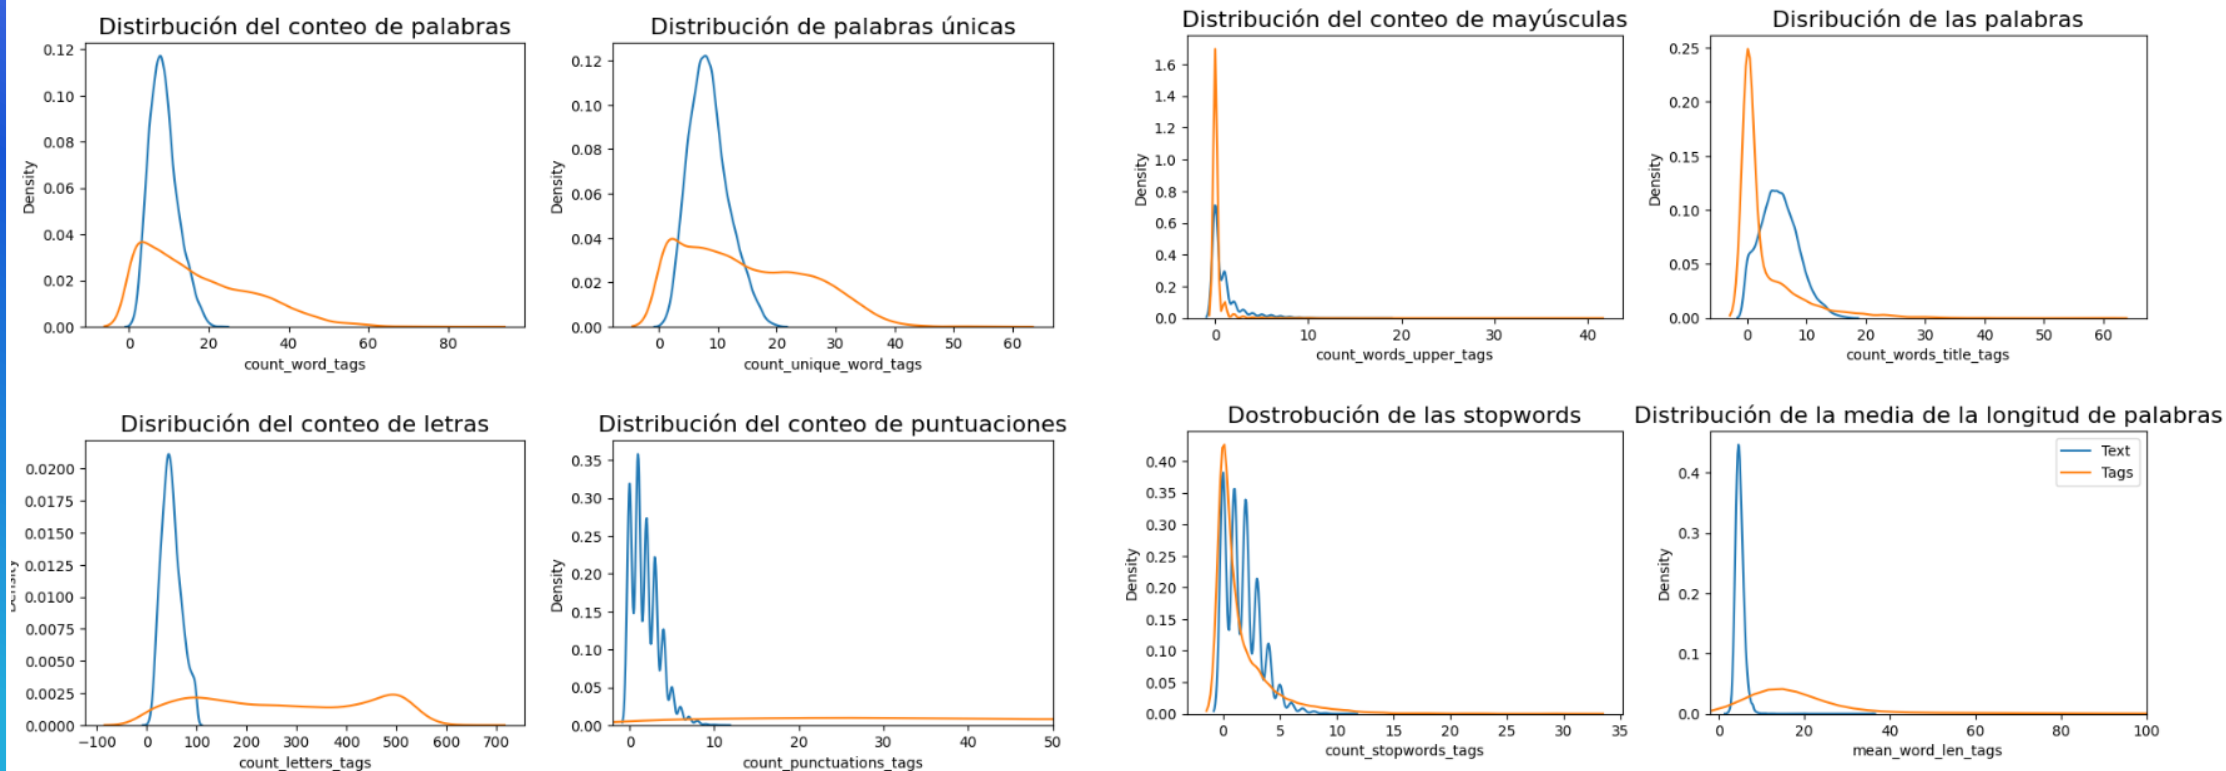 Distirbución del conteo de palabras
0.12
0.10
0.08
0.06
0.04
0.02
0.00
Density
0 20 40 60 80
count_word_tags
Distribución de palabras únicas
0.12
0.10
0.08
0.06
0.04
0.02
0.00
Density
0 10 20 30 40 50 60
count_unique_word_tags
Distribución del conteo de mayúsculas
1.6
1.4
1.2
1.0
0.8
0.6
0.4
0.2
0.0
Density
0 10 20 30 40
count_words_upper_tags
Disribución de las palabras
0.25
0.20
0.15
0.10
0.05
0.00
Density
0 10 20 30 40 50 60
count_words_title_tags
Disribución del conteo de letras
0.0200
0.0175
0.0150
0.0125
0.0100
0.0075
0.0050
0.0025
0.0000
Density
−100 0 100 200 300 400 500 600 700
count_letters_tags
Distribución del conteo de puntuaciones
0.35
0.30
0.25
0.20
0.15
0.10
0.05
0.00
Density
0 10 20 30 40 50
count_punctuations_tags
Dostrobución de las stopwords
0.40
0.35
0.30
0.25
0.20
0.15
0.10
0.05
0.00
Density
0 5 10 15 20 25 30 35
count_stopwords_tags
Distribución de la media de la longitud de palabras
Text
Tags
0.4
0.3
0.2
0.1
0.0
Density
0 20 40 60 80 100
mean_word_len_tags